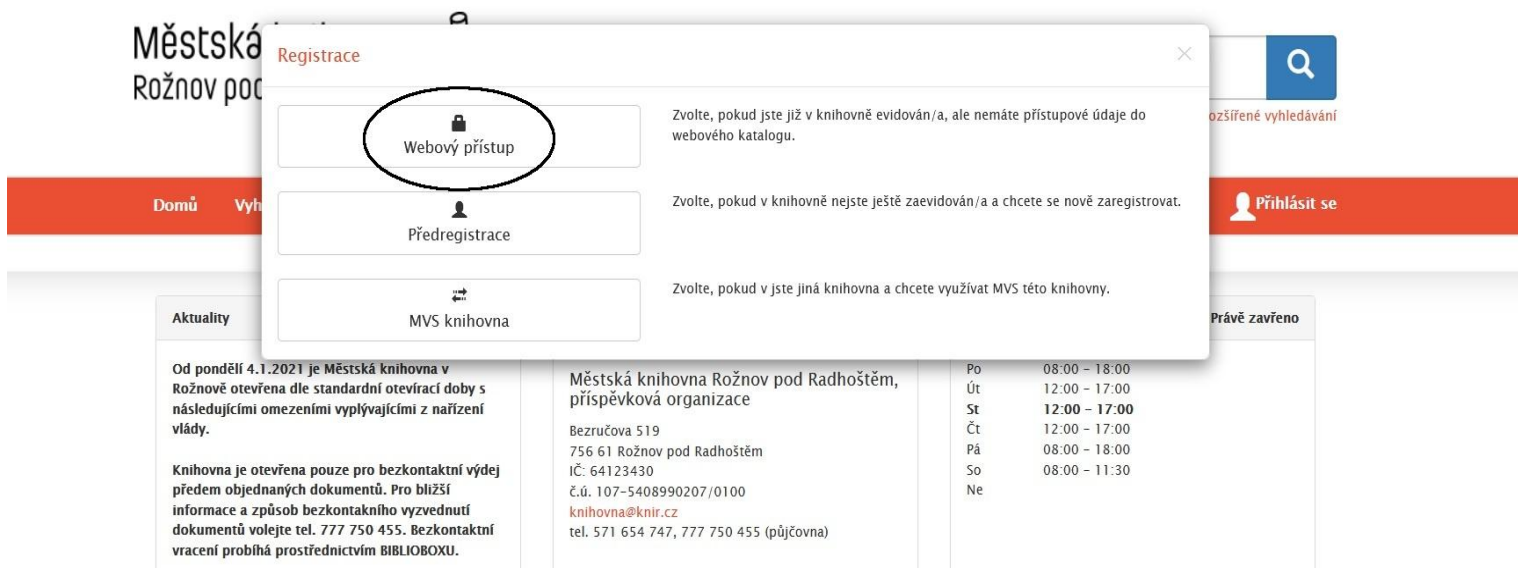 Městská
Rožnov pod
Registrace
Webový přístup
Zvolte, pokud jste již v knihovně evidován/a, ale nemáte přístupové údaje do
webového katalogu.
Předregistrace
Zvolte, pokud v knihovně nejste ještě zaevidován/a a chcete se nově zaregistrovat.
MVS knihovna
Zvolte, pokud v jste jiná knihovna a chcete využívat MVS této knihovny.
ozšířené vyhledávání
Domů Vyh
Přihlásit se
Aktuality
Od pondělí 4.1.2021 je Městská knihovna v
Rožnově otevřena dle standardní otevírací doby s
následujícími omezeními vyplývajícími z nařízení
vlády.
Knihovna je otevřena pouze pro bezkontaktní výdej
předem objednaných dokumentů. Pro bližší
informace a způsob bezkontakního vyzvednutí
dokumentů volejte tel. 777 750 455. Bezkontaktní
vracení probíhá prostřednictvím BIBLIOBOXU.
Městská knihovna Rožnov pod Radhoštěm,
příspěvková organizace
Bezručova 519
756 61 Rožnov pod Radhoštěm
IČ: 64123430
č.ú. 107-5408990207/0100
knihovna@knir.cz
tel. 571 654 747, 777 750 455 (půjčovna)
Právě zavřeno
Po 08:00 - 18:00
Út 12:00 - 17:00
St 12:00 - 17:00
Čt 12:00 - 17:00
Pá 08:00 - 18:00
So 08:00 - 11:30
Ne